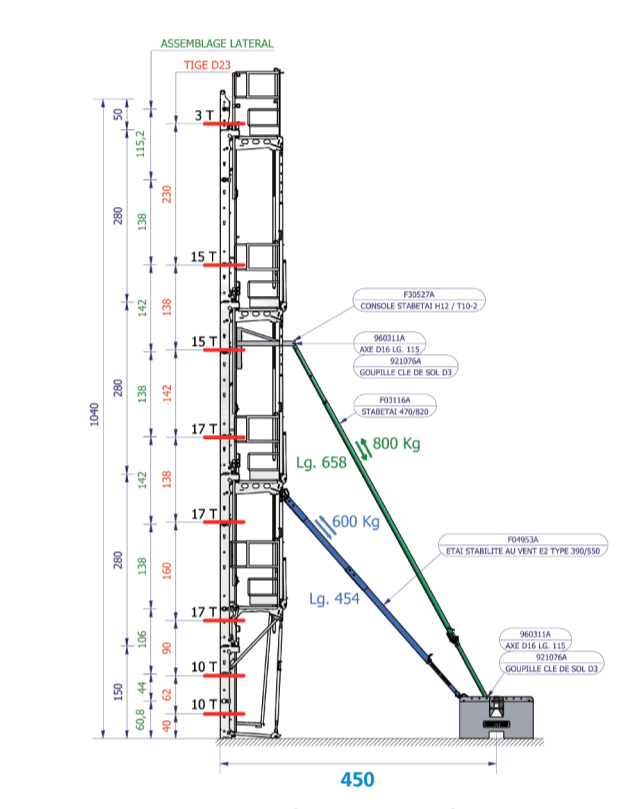 ASSEMBLAGE LATERAL
TIGE D23
3 T
50
115,2
230
280
138
15 T
142
138
F30527A
CONSOLE STABETAI H12 / T10-2
960311A
AXE D16 LG. 115
921076A
GOUPILLE CLE DE SOL D3
15 T
280
138
142
F03116A
STABETAI 470/820
1040
17 T
800 Kg
Lg. 658
142
138
17 T
600 Kg
F04953A
ETAI STABILITE AU VENT E2 TYPE 390/550
280
138
160
Lg. 454
17 T
106
90
960311A
AXE D16 LG. 115
921076A
GOUPILLE CLE DE SOL D3
10 T
150
44
62
10 T
60,8
40
450